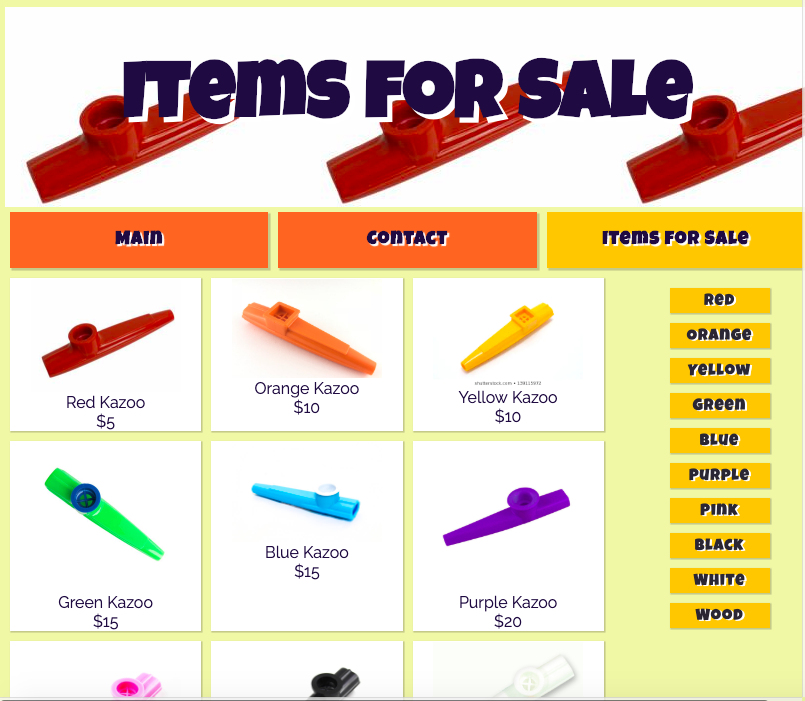 Items For Sale
Main
Contact
Items For Sale
Red Kazoo
$5
Orange Kazoo
$10
shutterstock.com • 139115972
Yellow Kazoo
$10
Green Kazoo
$15
Blue Kazoo
$15
Purple Kazoo
$20
Red
Orange
Yellow
Green
Blue
Purple
Pink
Black
White
Wood